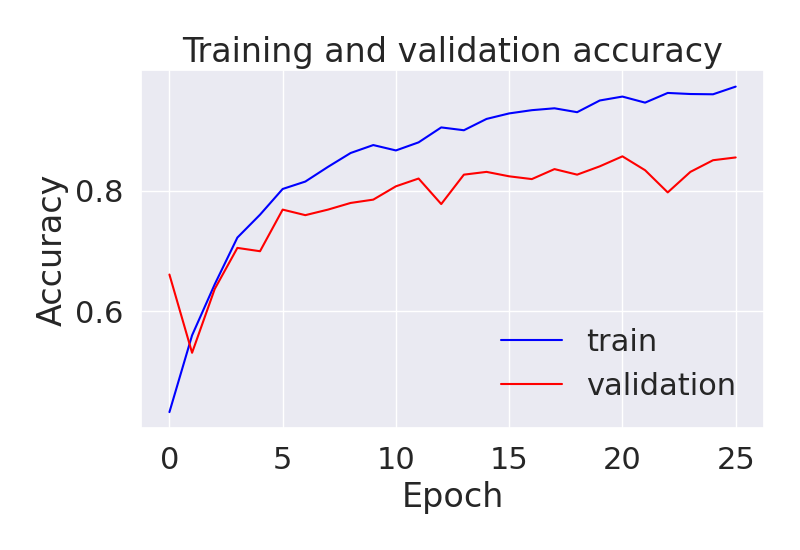 Training and validation accuracy
Accuracy
0.8
0.6
train
validation
0 5 10 15 20 25
Epoch